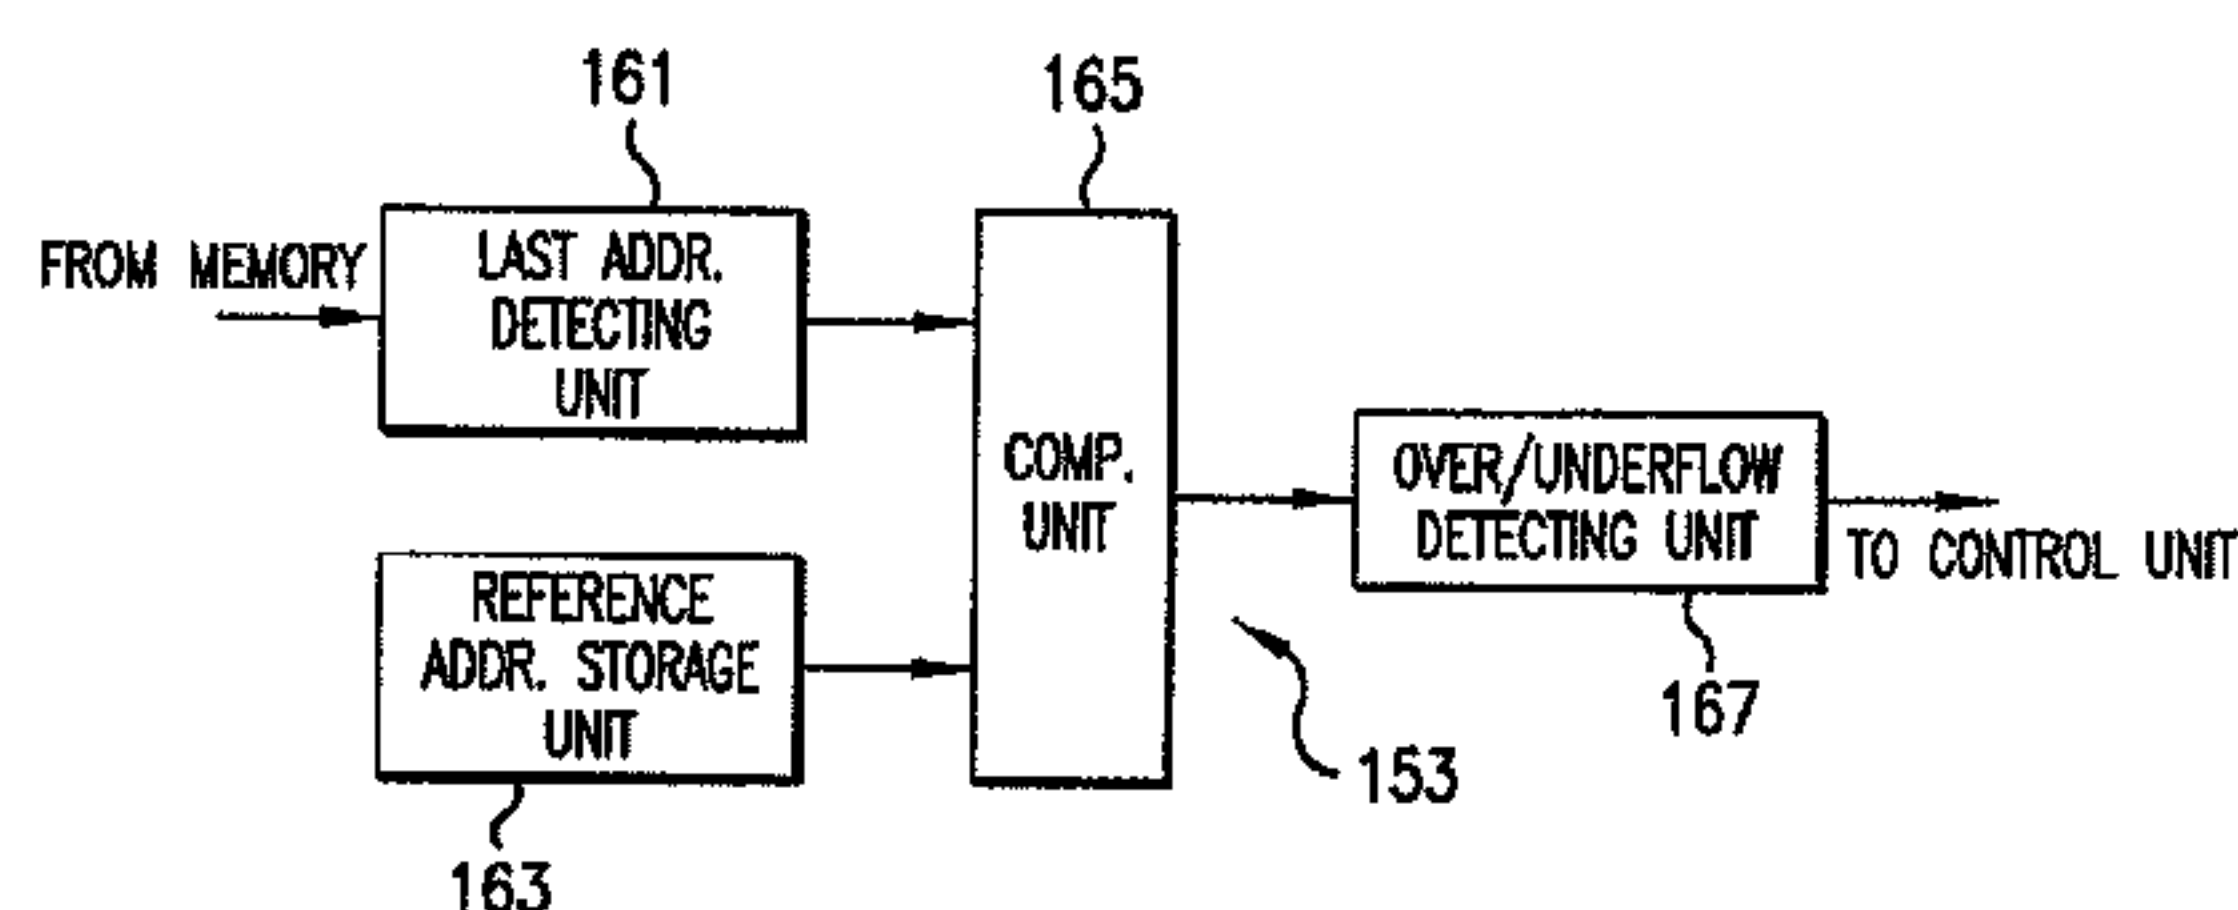 161
165
FROM MEMORY
LAST ADDR.
DETECTING
UNIT
COMP.
UNIT
OVER/UNDERFLOW
DETECTING UNIT
TO CONTROL UNIT
REFERENCE
ADDR. STORAGE
UNIT
167
153
163